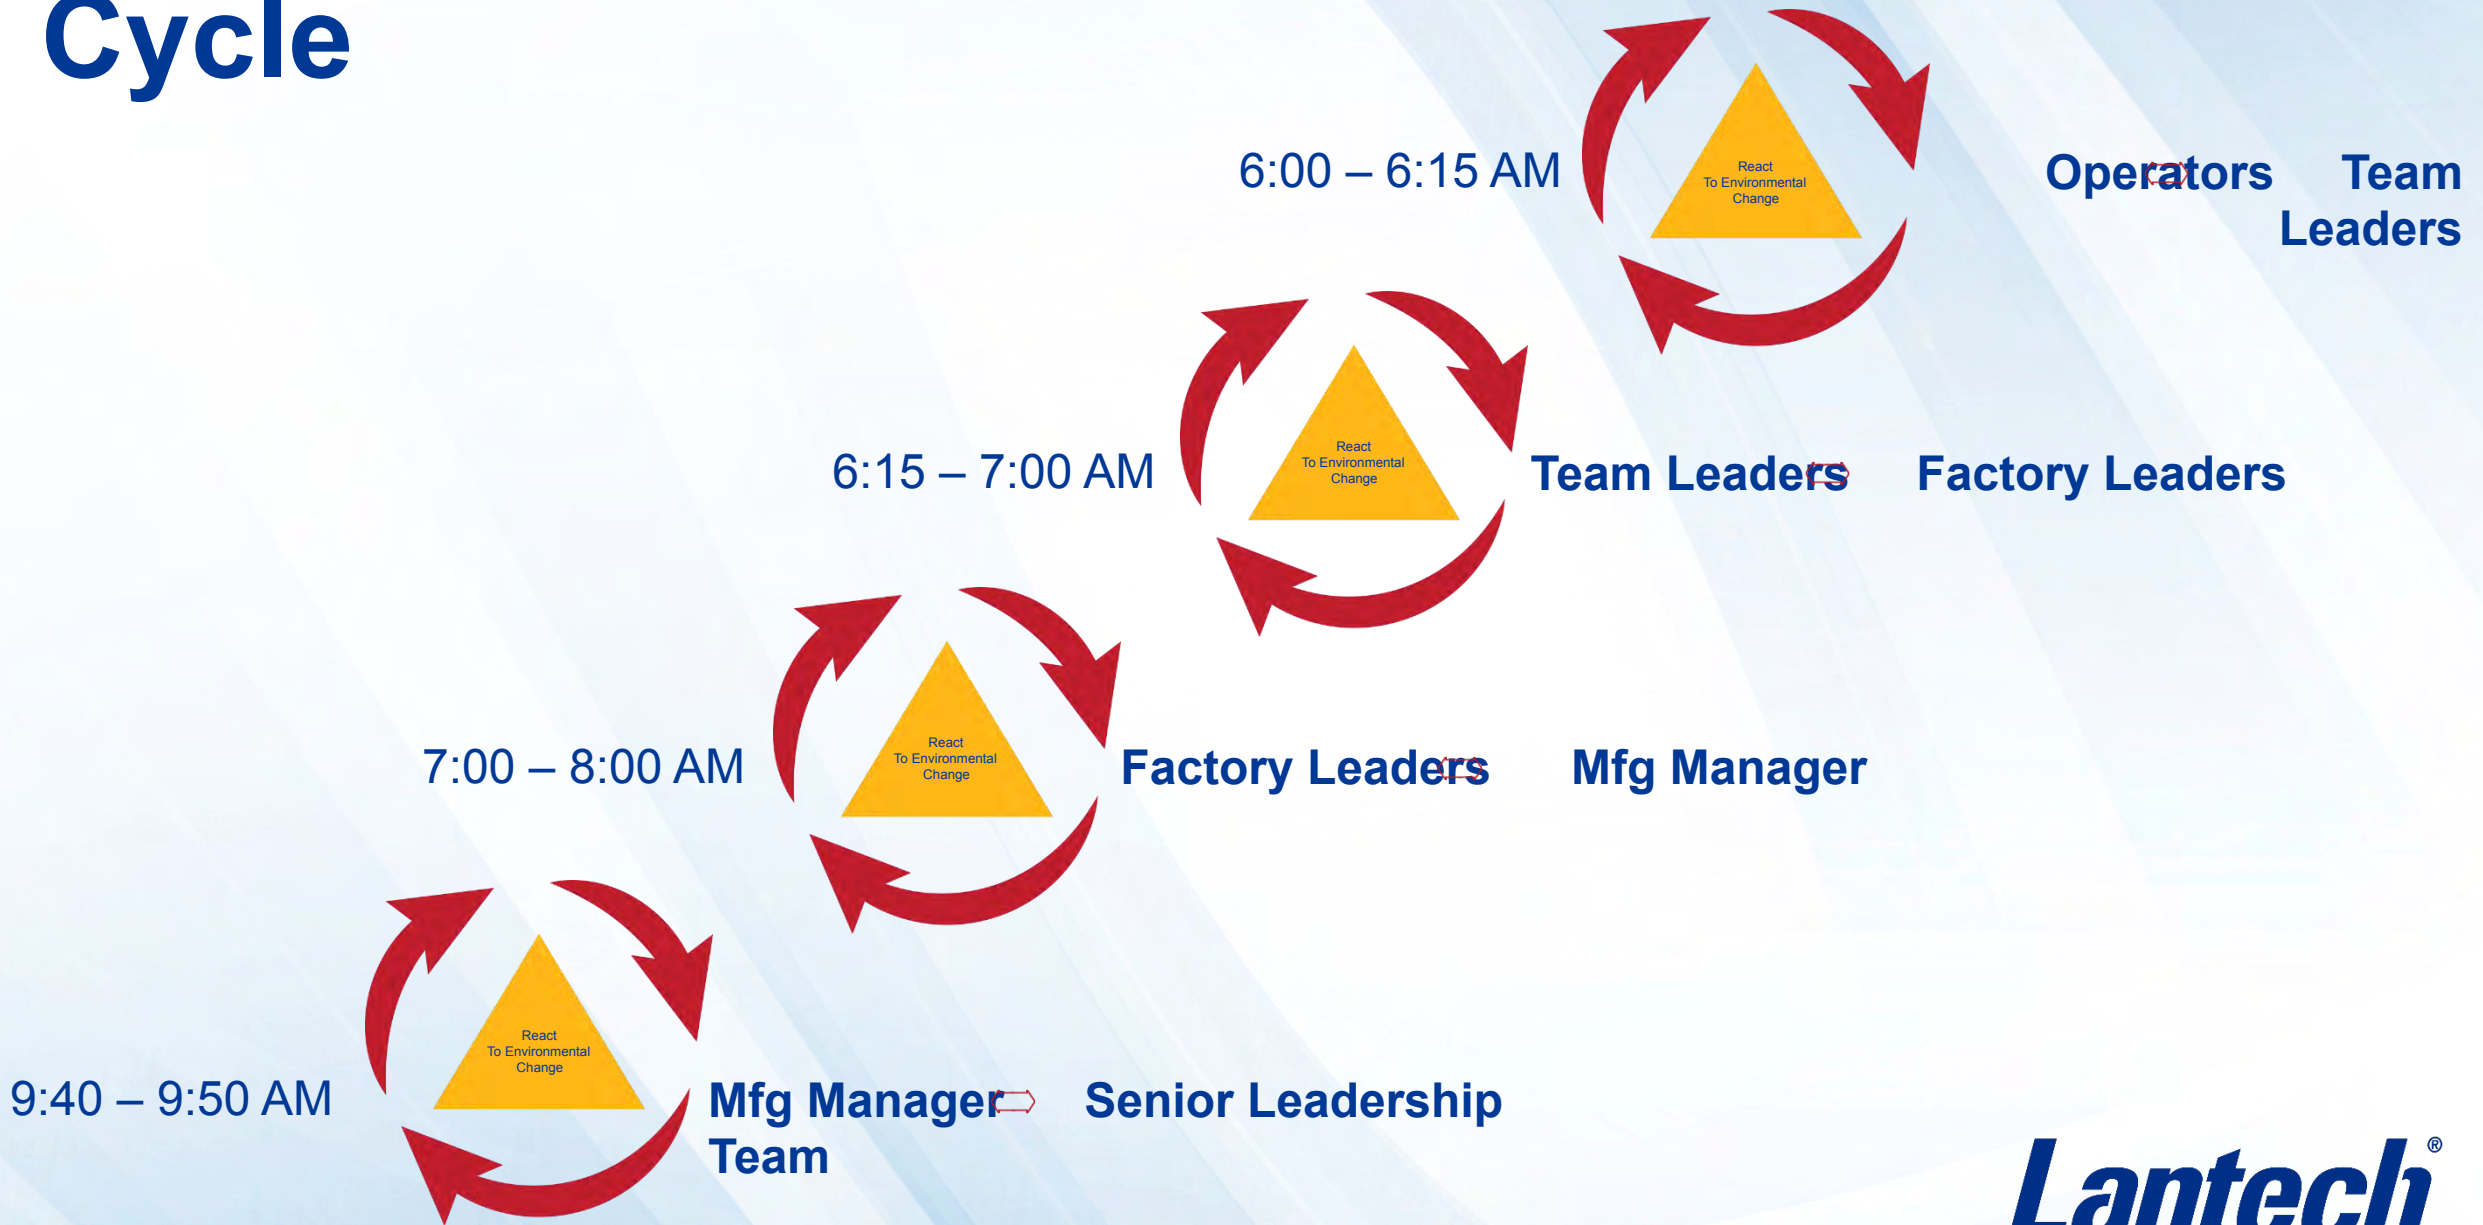 Cycle
6:00 – 6:15 AM
React
To Environmental
Change
Operators Team
Leaders
6:15 – 7:00 AM
React
To Environmental
Change
Team Leaders Factory Leaders
7:00 – 8:00 AM
React
To Environmental
Change
Factory Leaders Mfg Manager
9:40 – 9:50 AM
React
To Environmental
Change
Mfg Manager Senior Leadership
Team
Lantech®